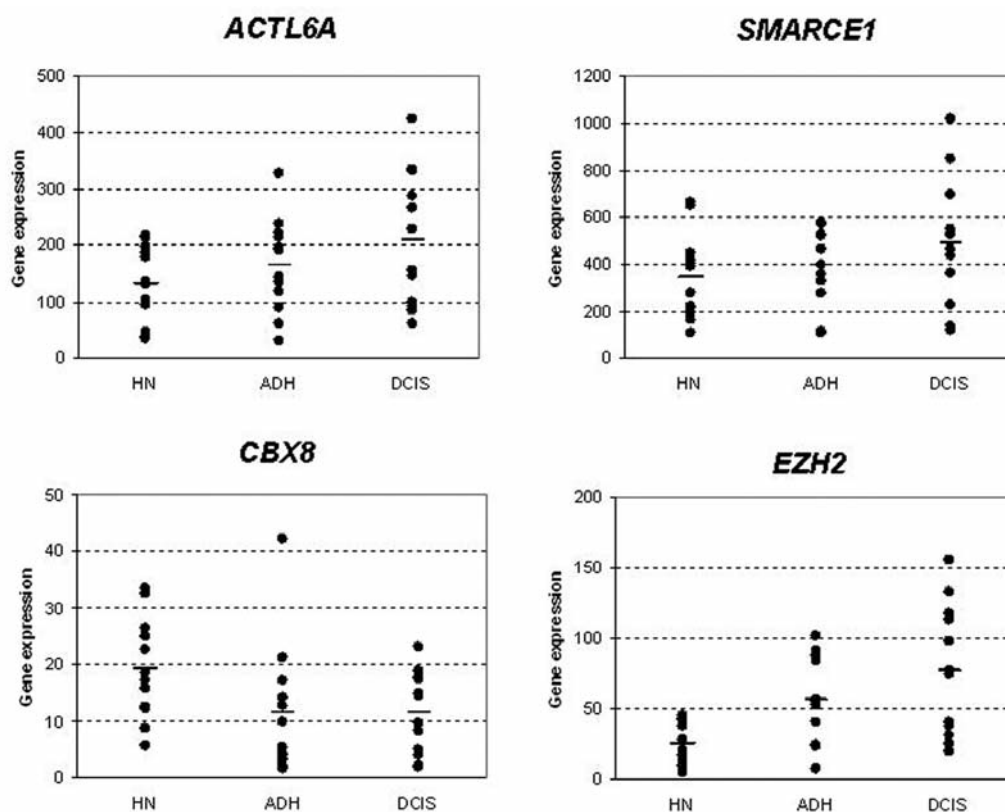 ACTL6A
500
400
300
200
100
0
Gene expression
HN ADH DCIS
SMARCE1
1200
1000
800
600
400
200
0
Gene expression
HN ADH DCIS
CBX8
50
40
30
20
10
0
Gene expression
HN ADH DCIS
EZH2
200
150
100
50
0
Gene expression
HN ADH DCIS